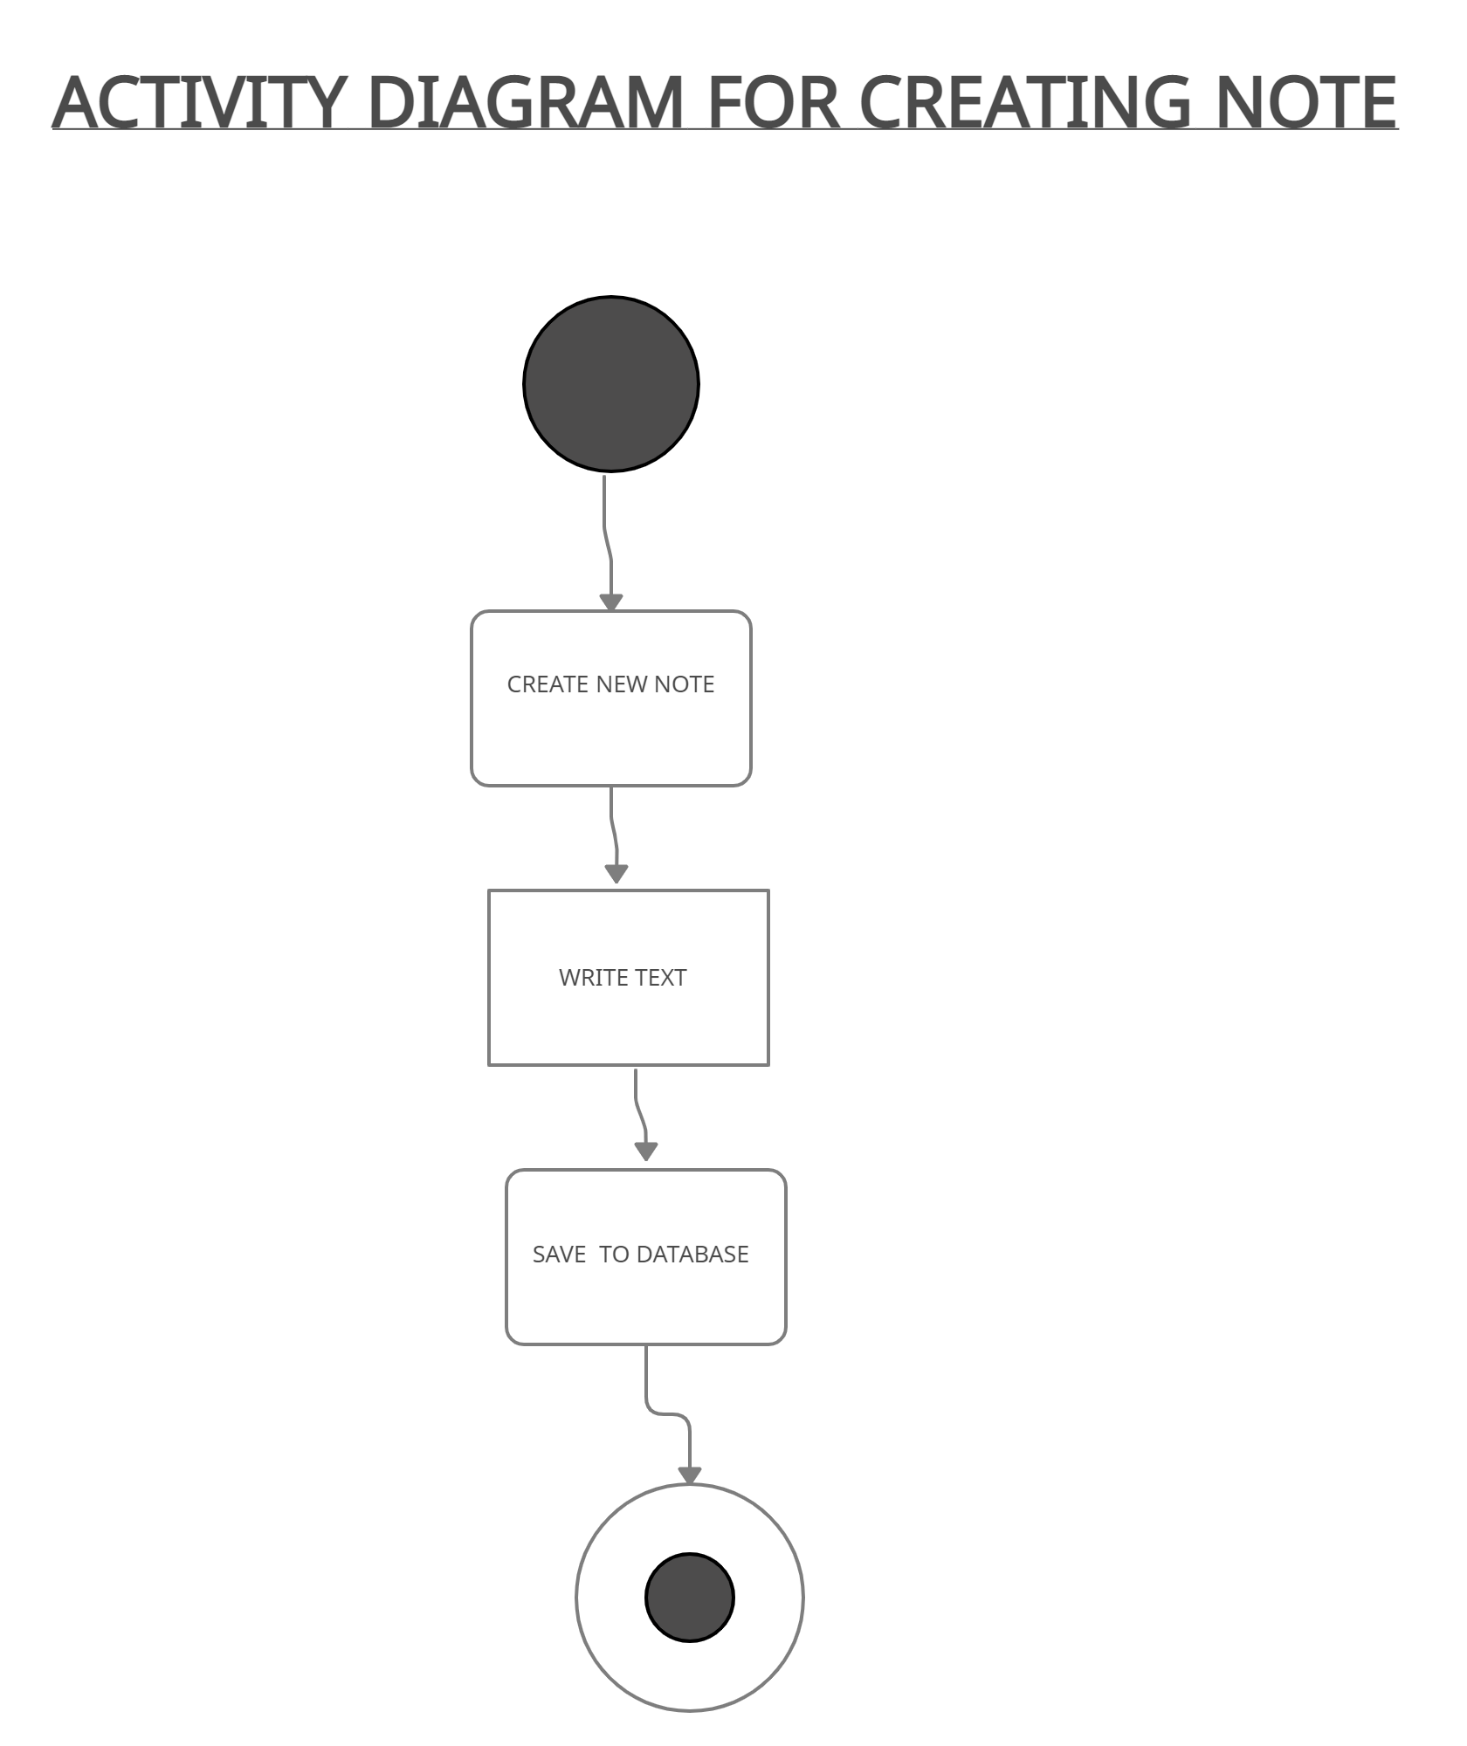 ACTIVITY DIAGRAM FOR CREATING NOTE
CREATE NEW NOTE
WRITE TEXT
SAVE  TO DATABASE